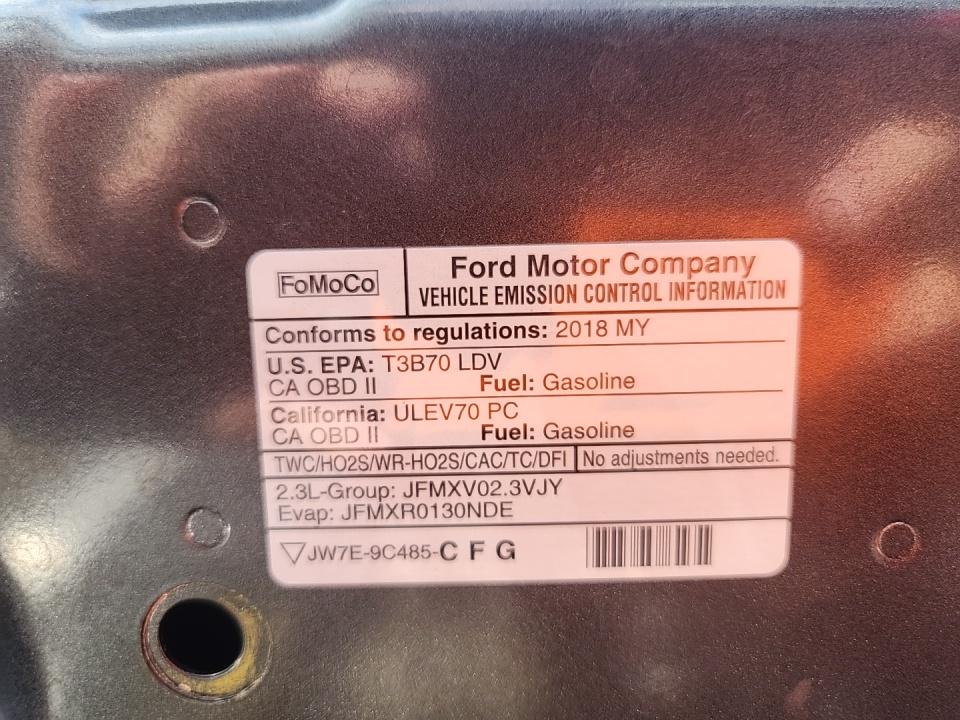 FoMoCo
Ford Motor Company
VEHICLE EMISSION CONTROL INFORMATION
Conforms to regulations: 2018 MY
U.S. EPA: T3B70 LDV
CA OBD II Fuel: Gasoline
California: ULEV70 PC
CA OBD II Fuel: Gasoline
TWC/HO2S/WR-HO2S/CAC/TC/DFI No adjustments needed.
2.3L-Group: JFMXV02.3VJY
Evap: JFMXR0130NDE
▽JW7E-9C485-C F G